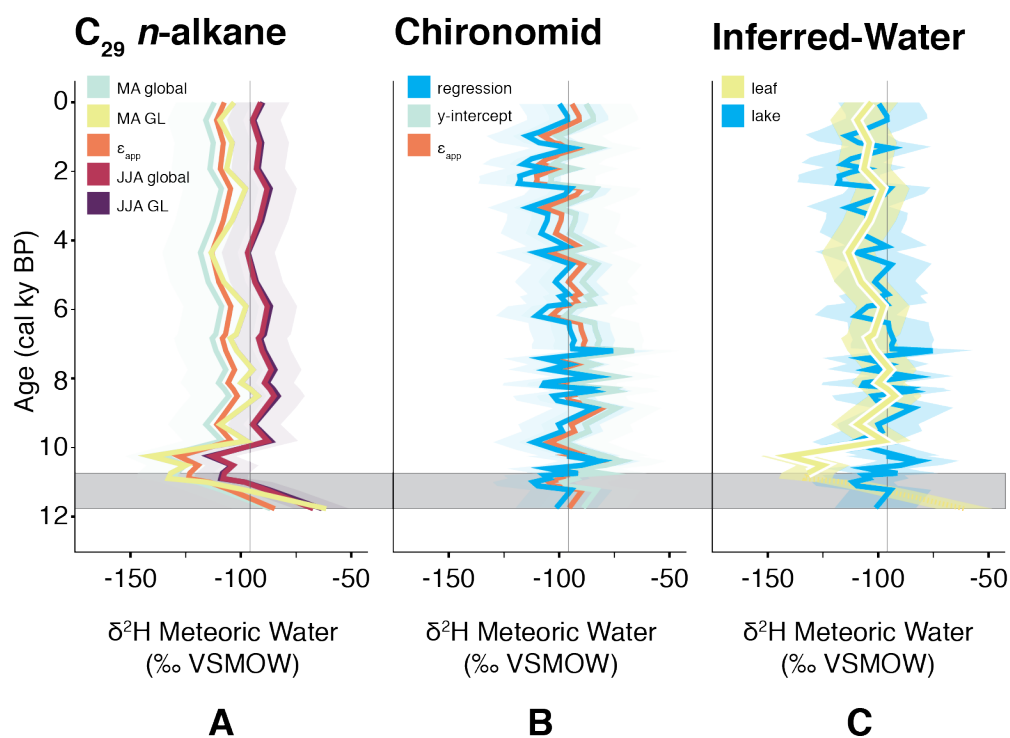 C₂₉ n-alkane
Chironomid
Inferred-Water
MA global
MA GL
εapp
JJA global
JJA GL
regression
y-intercept
εapp
leaf
lake
Age (cal ky BP)
0
2
4
6
8
10
12
-150 -100 -50
-150 -100 -50
-150 -100 -50
δ²H Meteoric Water
(‰ VSMOW)
δ²H Meteoric Water
(‰ VSMOW)
δ²H Meteoric Water
(‰ VSMOW)
A
B
C